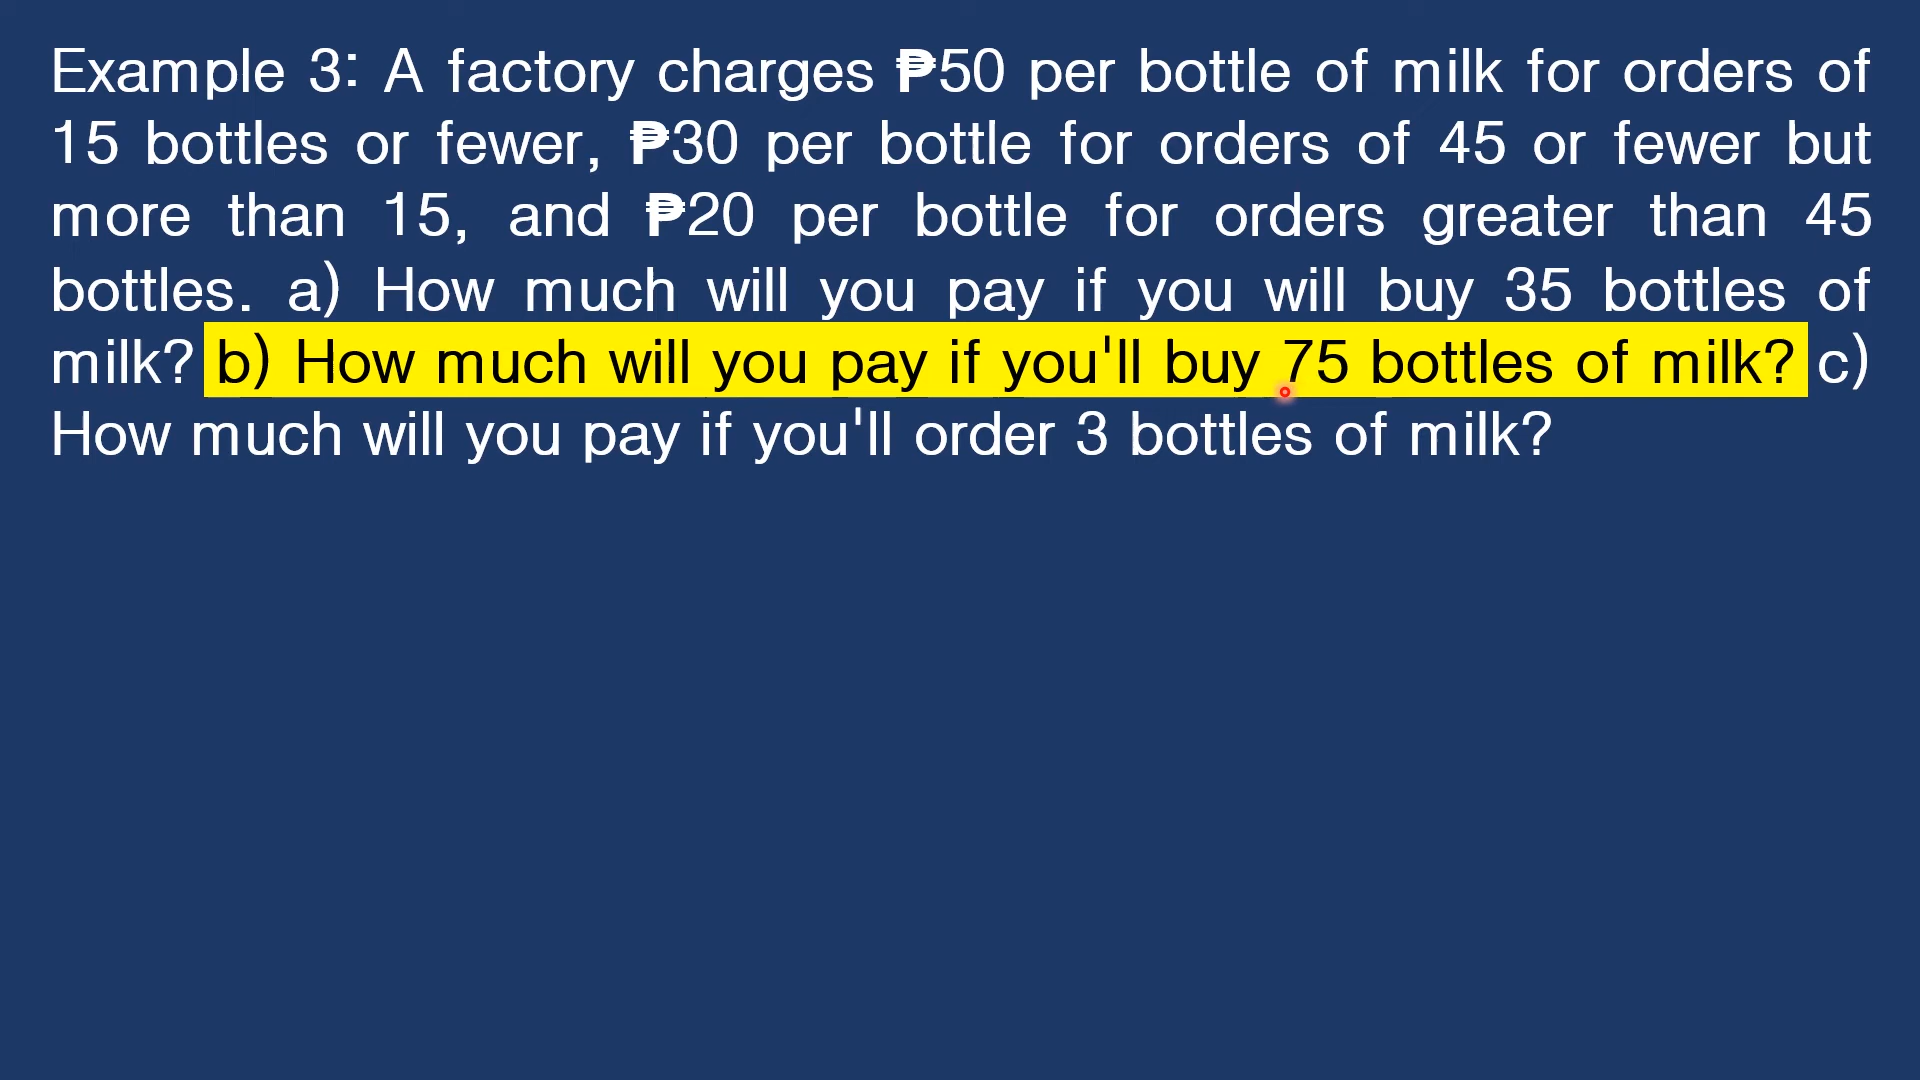 Example 3: A factory charges ₱50 per bottle of milk for orders of
15 bottles or fewer, ₱30 per bottle for orders of 45 or fewer but
more than 15, and ₱20 per bottle for orders greater than 45
bottles. a) How much will you pay if you will buy 35 bottles of
milk? b) How much will you pay if you'll buy 75 bottles of milk? c)
How much will you pay if you'll order 3 bottles of milk?